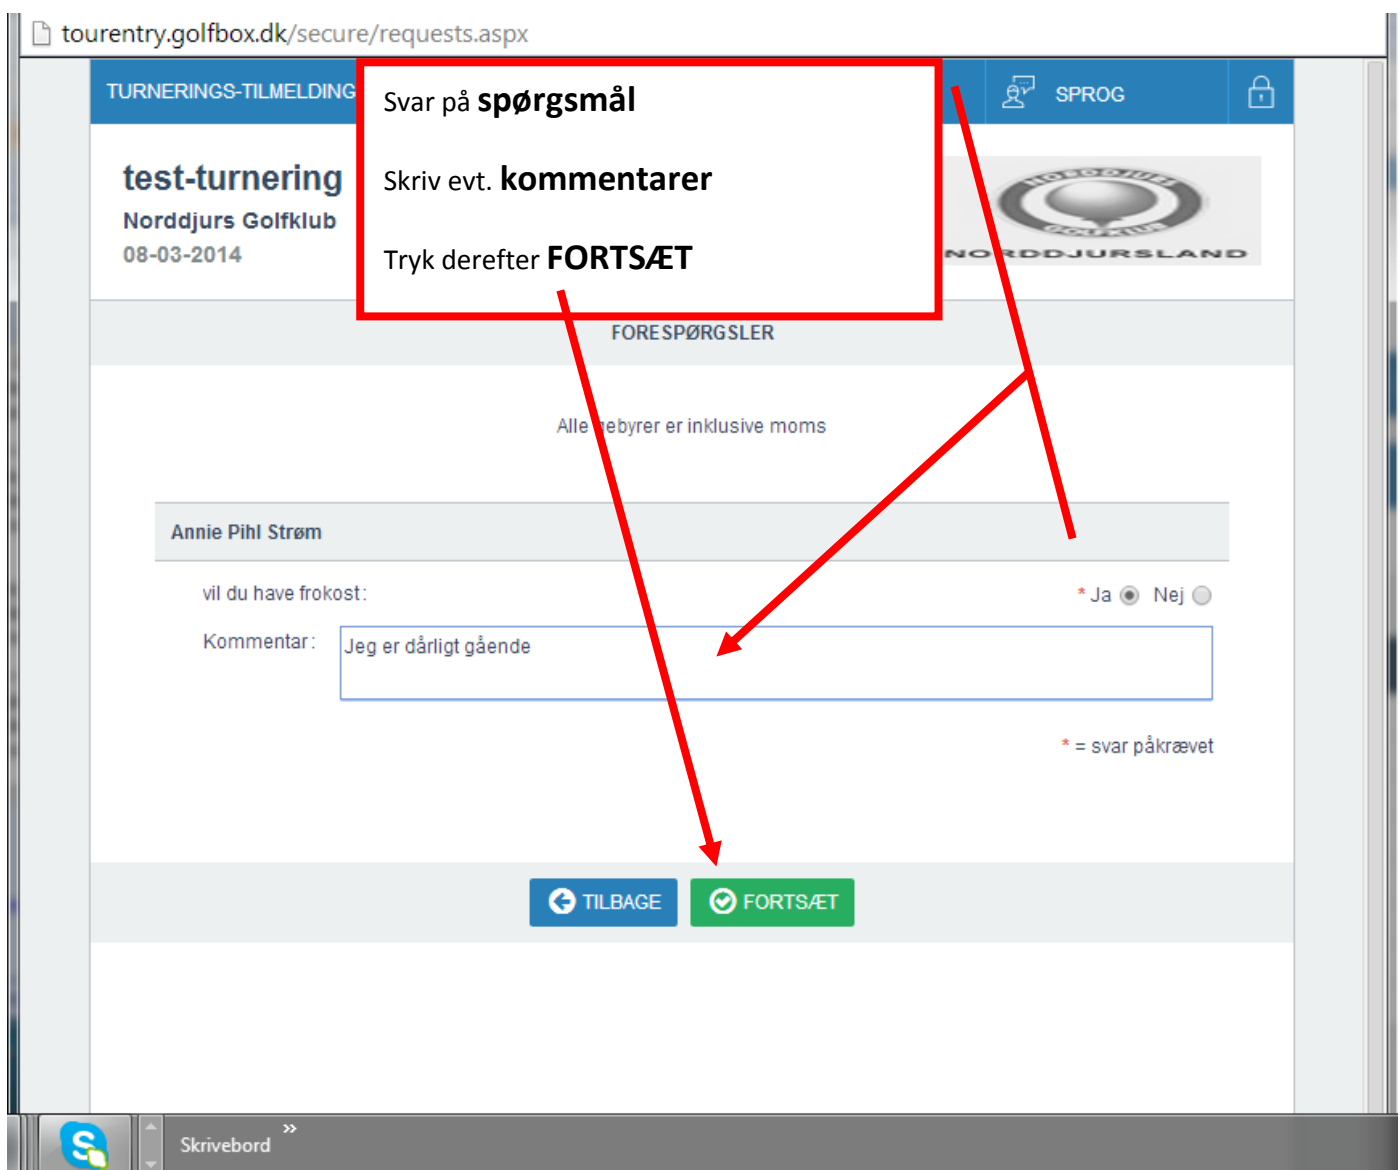 tourentry.golfbox.dk/secure/requests.aspx
TURNERINGS-TILMELDING
SPROG
Svar på spørgsmål
Skriv evt. kommentarer
Tryk derefter FORTSÆT
test-turnering
Norddjurs Golfklub
08-03-2014
NORDDJURS
GOLFKLUB
NORDDJURSLAND
FORESPØRGSLER
Alle gebyrer er inklusive moms
Annie Pihl Strøm
vil du have frokost:
* Ja Nej
Kommentar:
Jeg er dårligt gående
* = svar påkrævet
TILBAGE
FORTSÆT
Skrivebord »